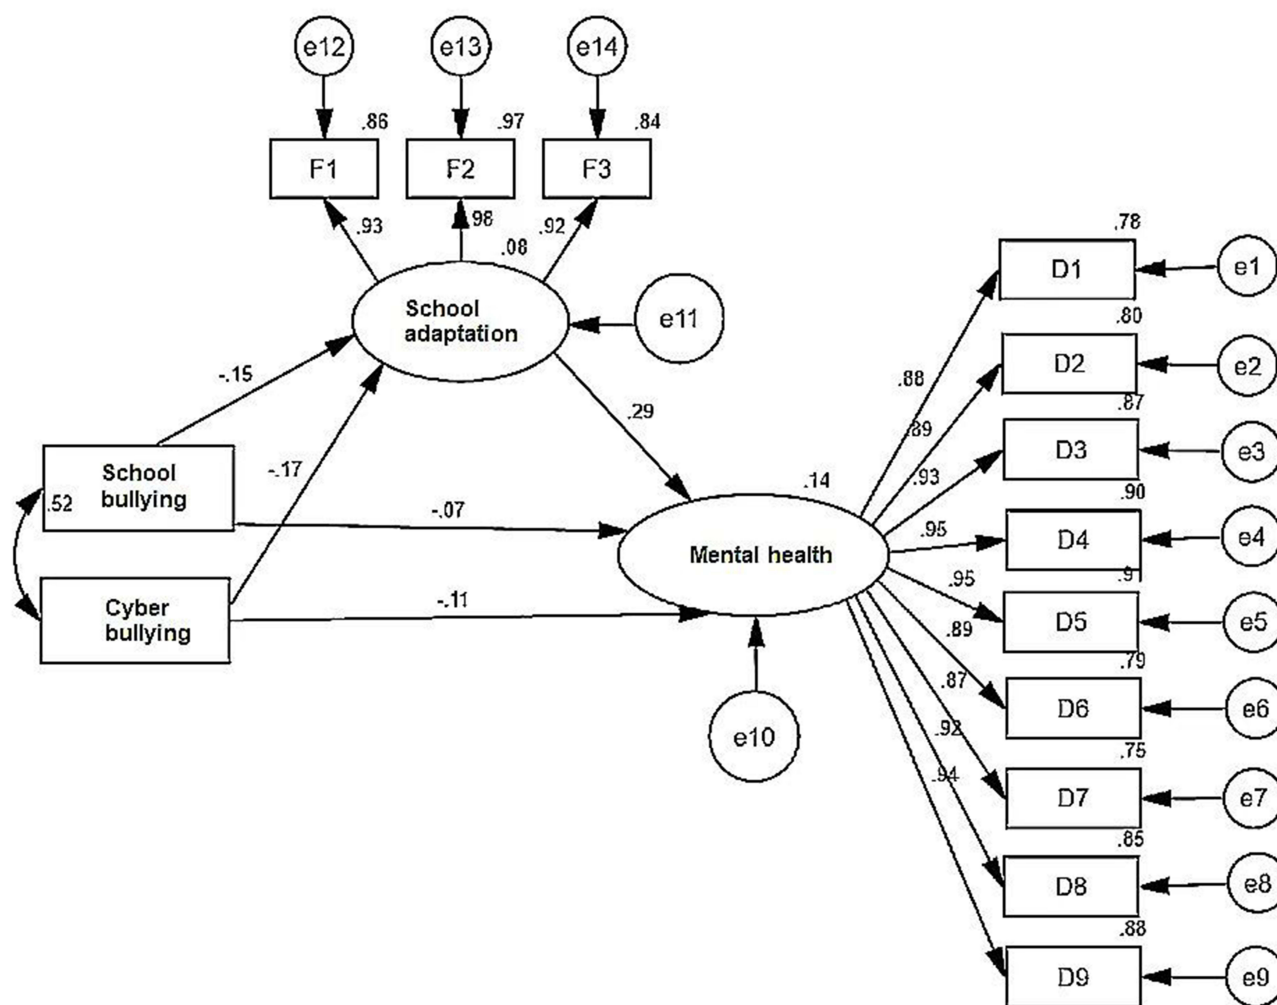 e12
e13
e14
.86
.97
.84
F1
F2
F3
.93
.98
.92
.08
School
adaptation
e11
-.15
-.17
.29
School
bullying
.52
-.07
Cyber
bullying
-.11
.14
Mental health
e10
.88
.89
.93
.95
.95
.89
.87
.92
.94
.78
D1
e1
.80
D2
e2
.87
D3
e3
.90
D4
e4
.91
D5
e5
.79
D6
e6
.75
D7
e7
.85
D8
e8
.88
D9
e9